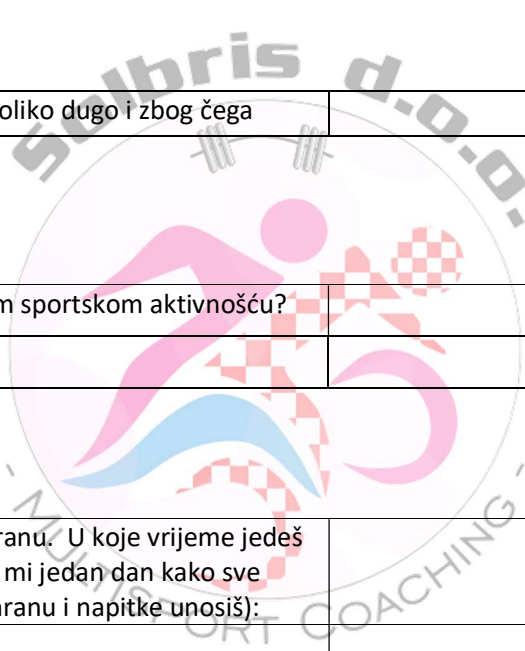 Solbris d.o.o.
oliko dugo i zbog čega
m sportskom aktivnošću?
ranu. U koje vrijeme jedeš
mi jedan dan kako sve
hranu i napitke unosiš):
- MULTISPORT COACHING -